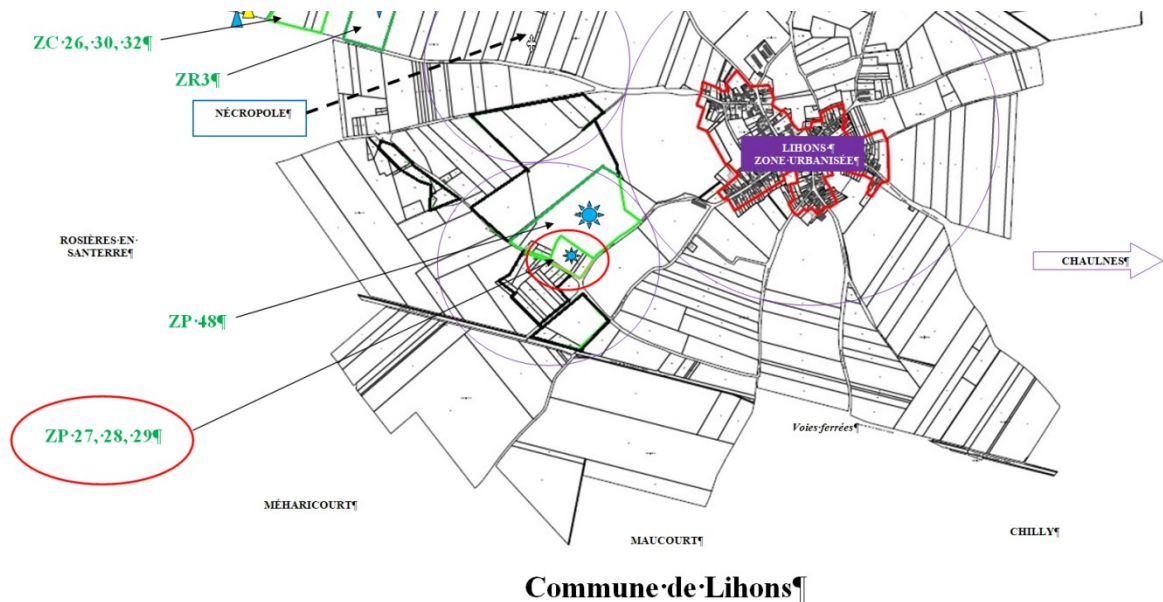 ZC·26,·30,·32¶
ZR3¶
NÉCROPOLE¶
LIHONS·¶
ZONE·URBANISÉE¶
ROSIÈRES·EN·
SANTERRE¶
CHAULNES¶
ZP·48¶
ZP·27,·28,·29¶
Voies·ferrées¶
MÉHARICOURT¶
MAUCOURT¶
CHILLY¶
Commune·de·Lihons¶